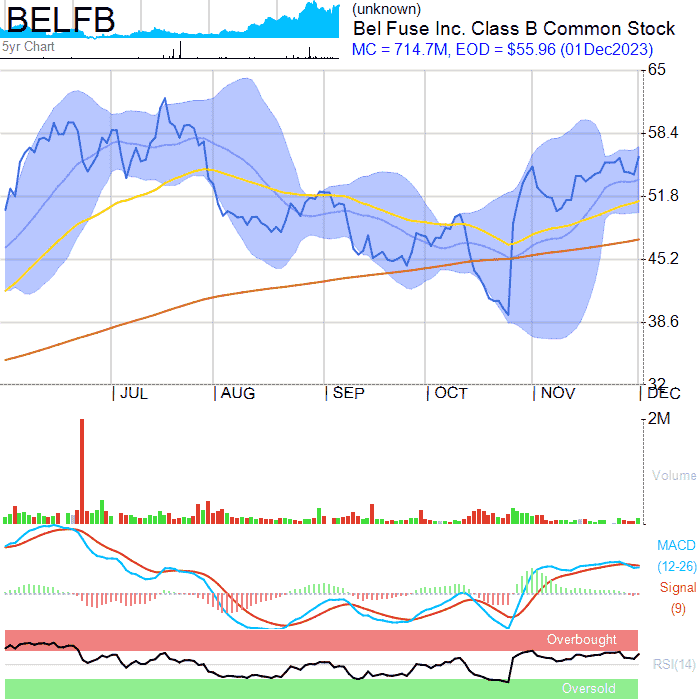 BELFB
5yr Chart
(unknown)
Bel Fuse Inc. Class B Common Stock
MC = 714.7M, EOD = $55.96 (01Dec2023)
65
58.4
51.8
45.2
38.6
32
JUL
AUG
SEP
OCT
NOV
DEC
2M
Volume
MACD
(12-26)
Signal
(9)
Overbought
RSI(14)
Oversold